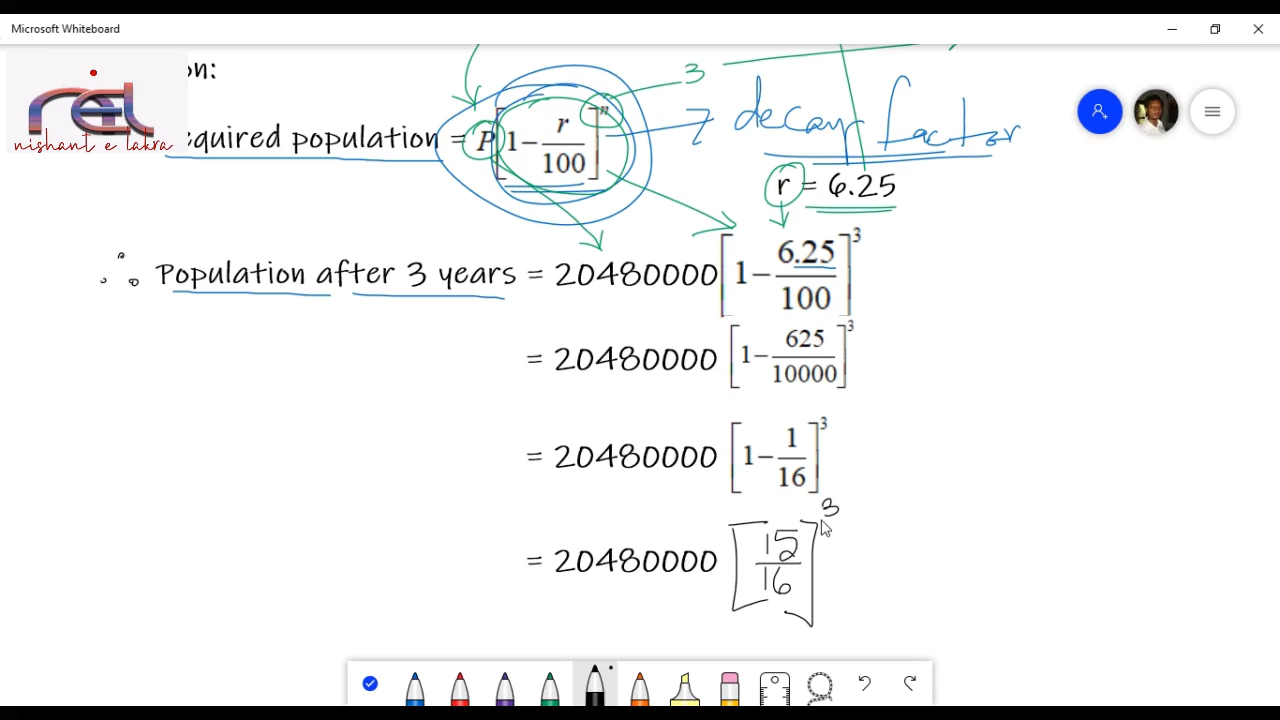 Microsoft Whiteboard
on:
nel
nishant e lakra
equired population = P[1 - r/100]^n
3
7 decay factor
r = 6.25
∴ Population after 3 years = 20480000 [1 - 6.25/100]^3
= 20480000 [1 - 625/10000]^3
= 20480000 [1 - 1/16]^3
= 20480000 [15/16]^3